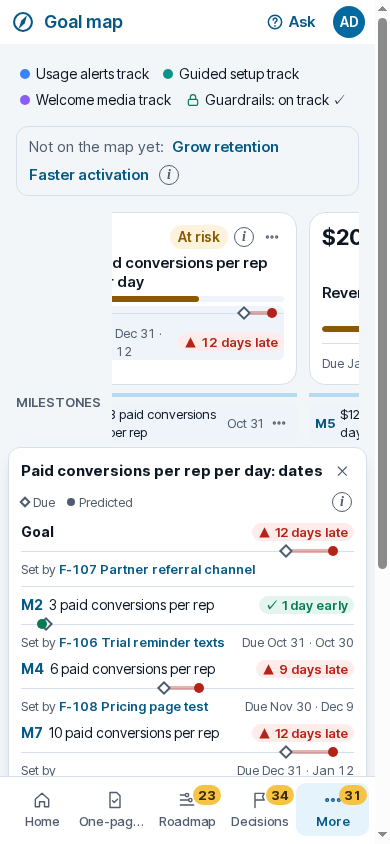 Goal map
Ask
AD
Usage alerts track
Guided setup track
Welcome media track
Guardrails: on track ✓
Not on the map yet: Grow retention
Faster activation
i
At risk
i
•••
$20
d conversions per rep
r day
Rever
Dec 31 ·
12
▲ 12 days late
Due Ja
MILESTONES
3 paid conversions
per rep
Oct 31
•••
M5 $12
day
Paid conversions per rep per day: dates
Due
Predicted
i
Goal
▲ 12 days late
Set by F-107 Partner referral channel
M2 3 paid conversions per rep
✓ 1 day early
Set by F-106 Trial reminder texts
Due Oct 31 · Oct 30
M4 6 paid conversions per rep
▲ 9 days late
Set by F-108 Pricing page test
Due Nov 30 · Dec 9
M7 10 paid conversions per rep
▲ 12 days late
Set by
Due Dec 31 · Jan 12
23
34
31
Home
One-pag…
Roadmap
Decisions
More